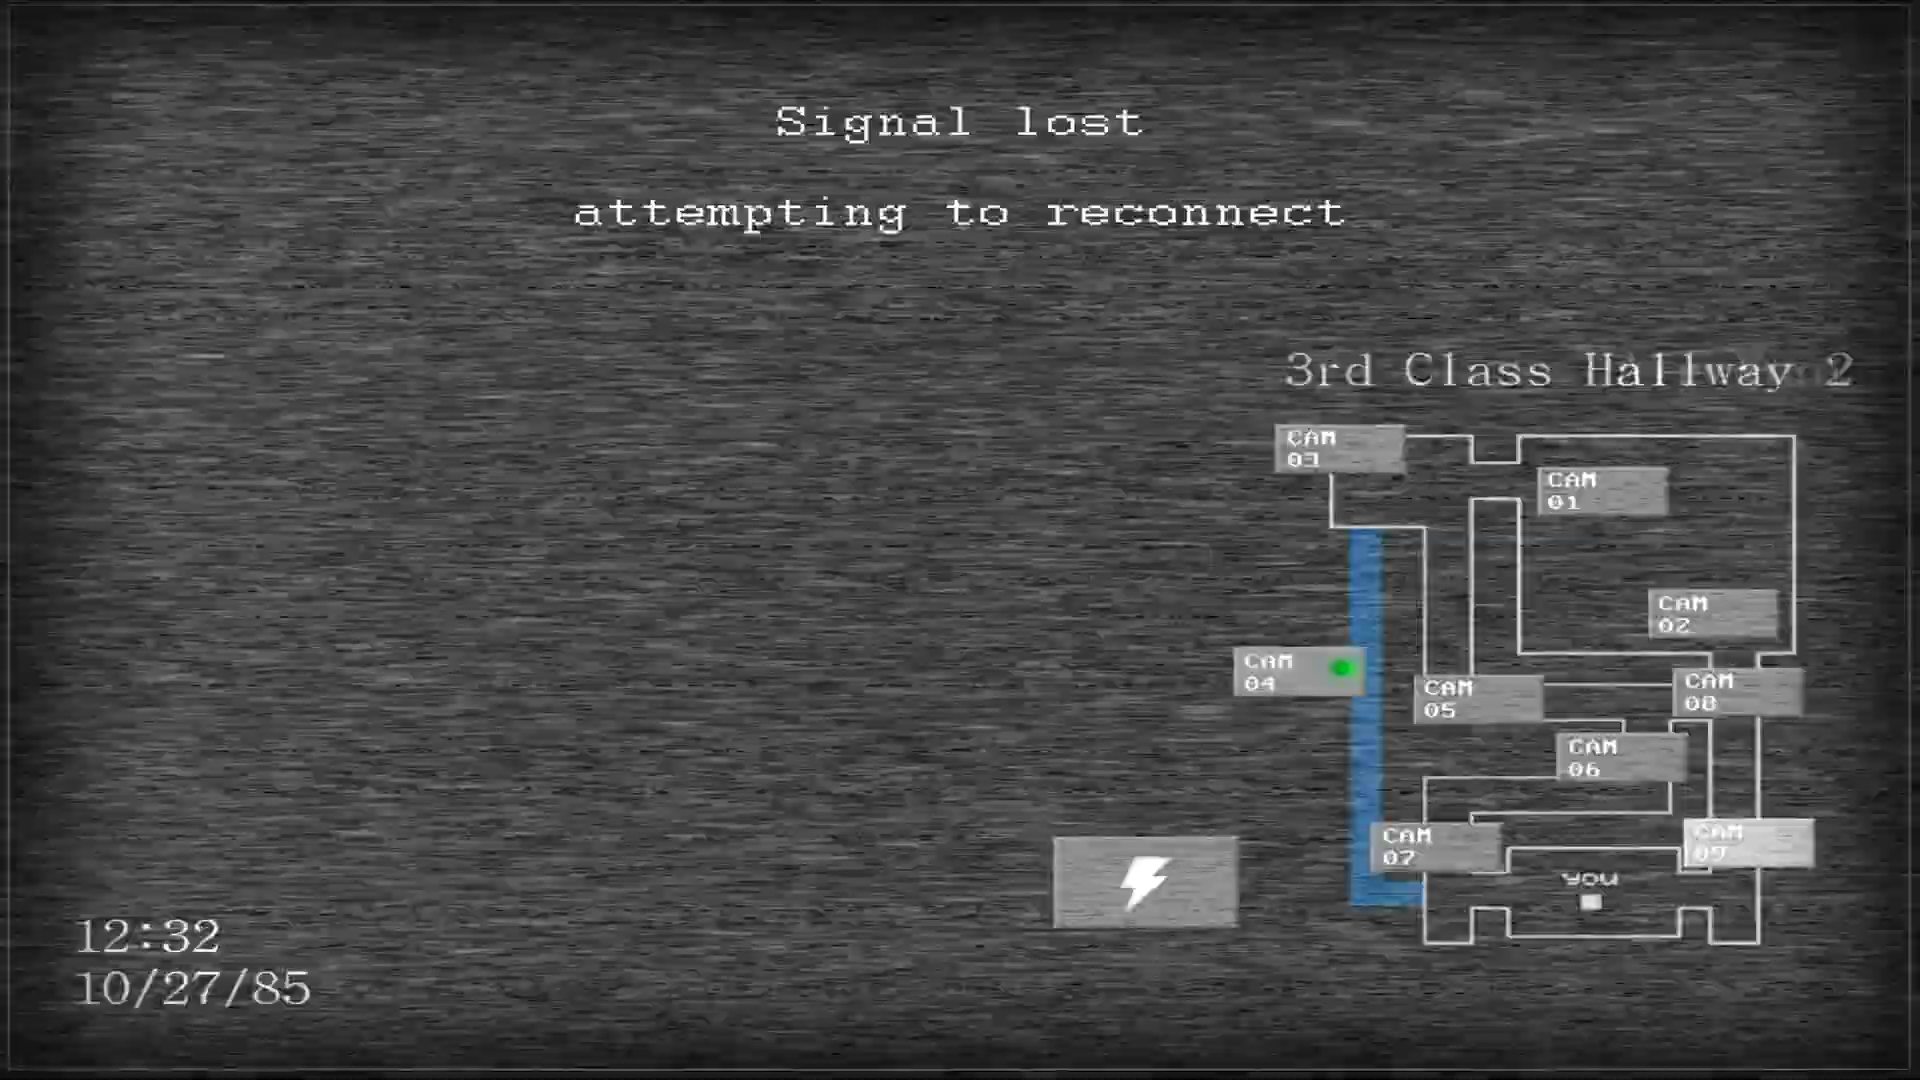 Signal lost
attempting to reconnect
3rd Class Hallway 2
CAM
03
CAM
01
CAM
02
CAM
04
CAM
05
CAM
08
CAM
06
CAM
07
CAM
09
YOU
12:32
10/27/85